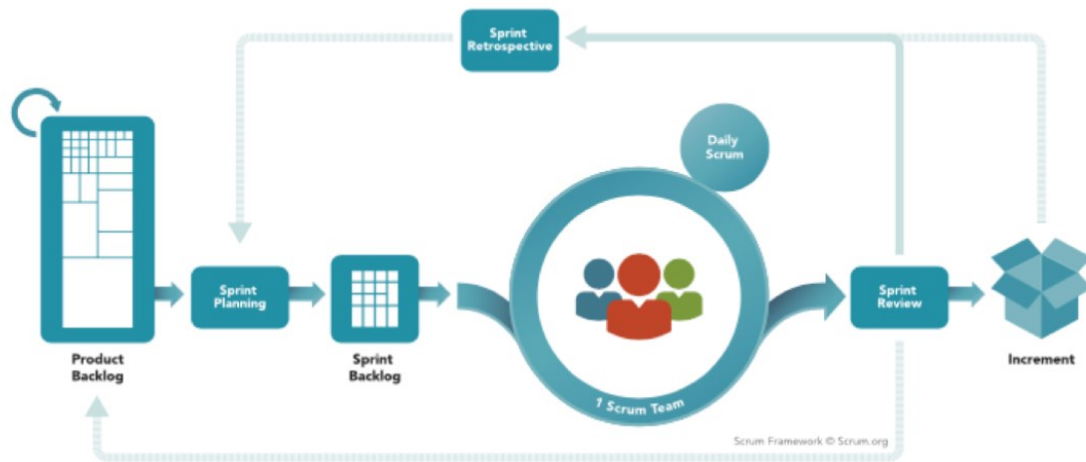 Sprint
Retrospective
Daily
Scrum
Sprint
Planning
Sprint
Review
Product
Backlog
Sprint
Backlog
Increment
1 Scrum Team
Scrum Framework © Scrum.org